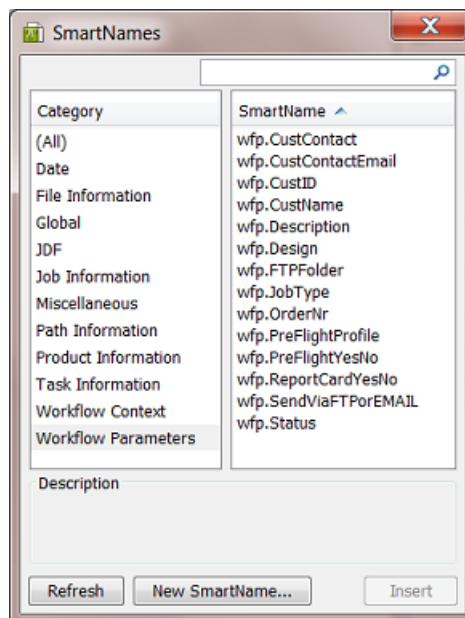 SmartNames
Category
(All)
Date
File Information
Global
JDF
Job Information
Miscellaneous
Path Information
Product Information
Task Information
Workflow Context
Workflow Parameters
SmartName
wfp.CustContact
wfp.CustContactEmail
wfp.CustID
wfp.CustName
wfp.Description
wfp.Design
wfp.FTPFolder
wfp.JobType
wfp.OrderNr
wfp.PreFlightProfile
wfp.PreFlightYesNo
wfp.ReportCardYesNo
wfp.SendViaFTPorEMAIL
wfp.Status
Description
Refresh
New SmartName...
Insert